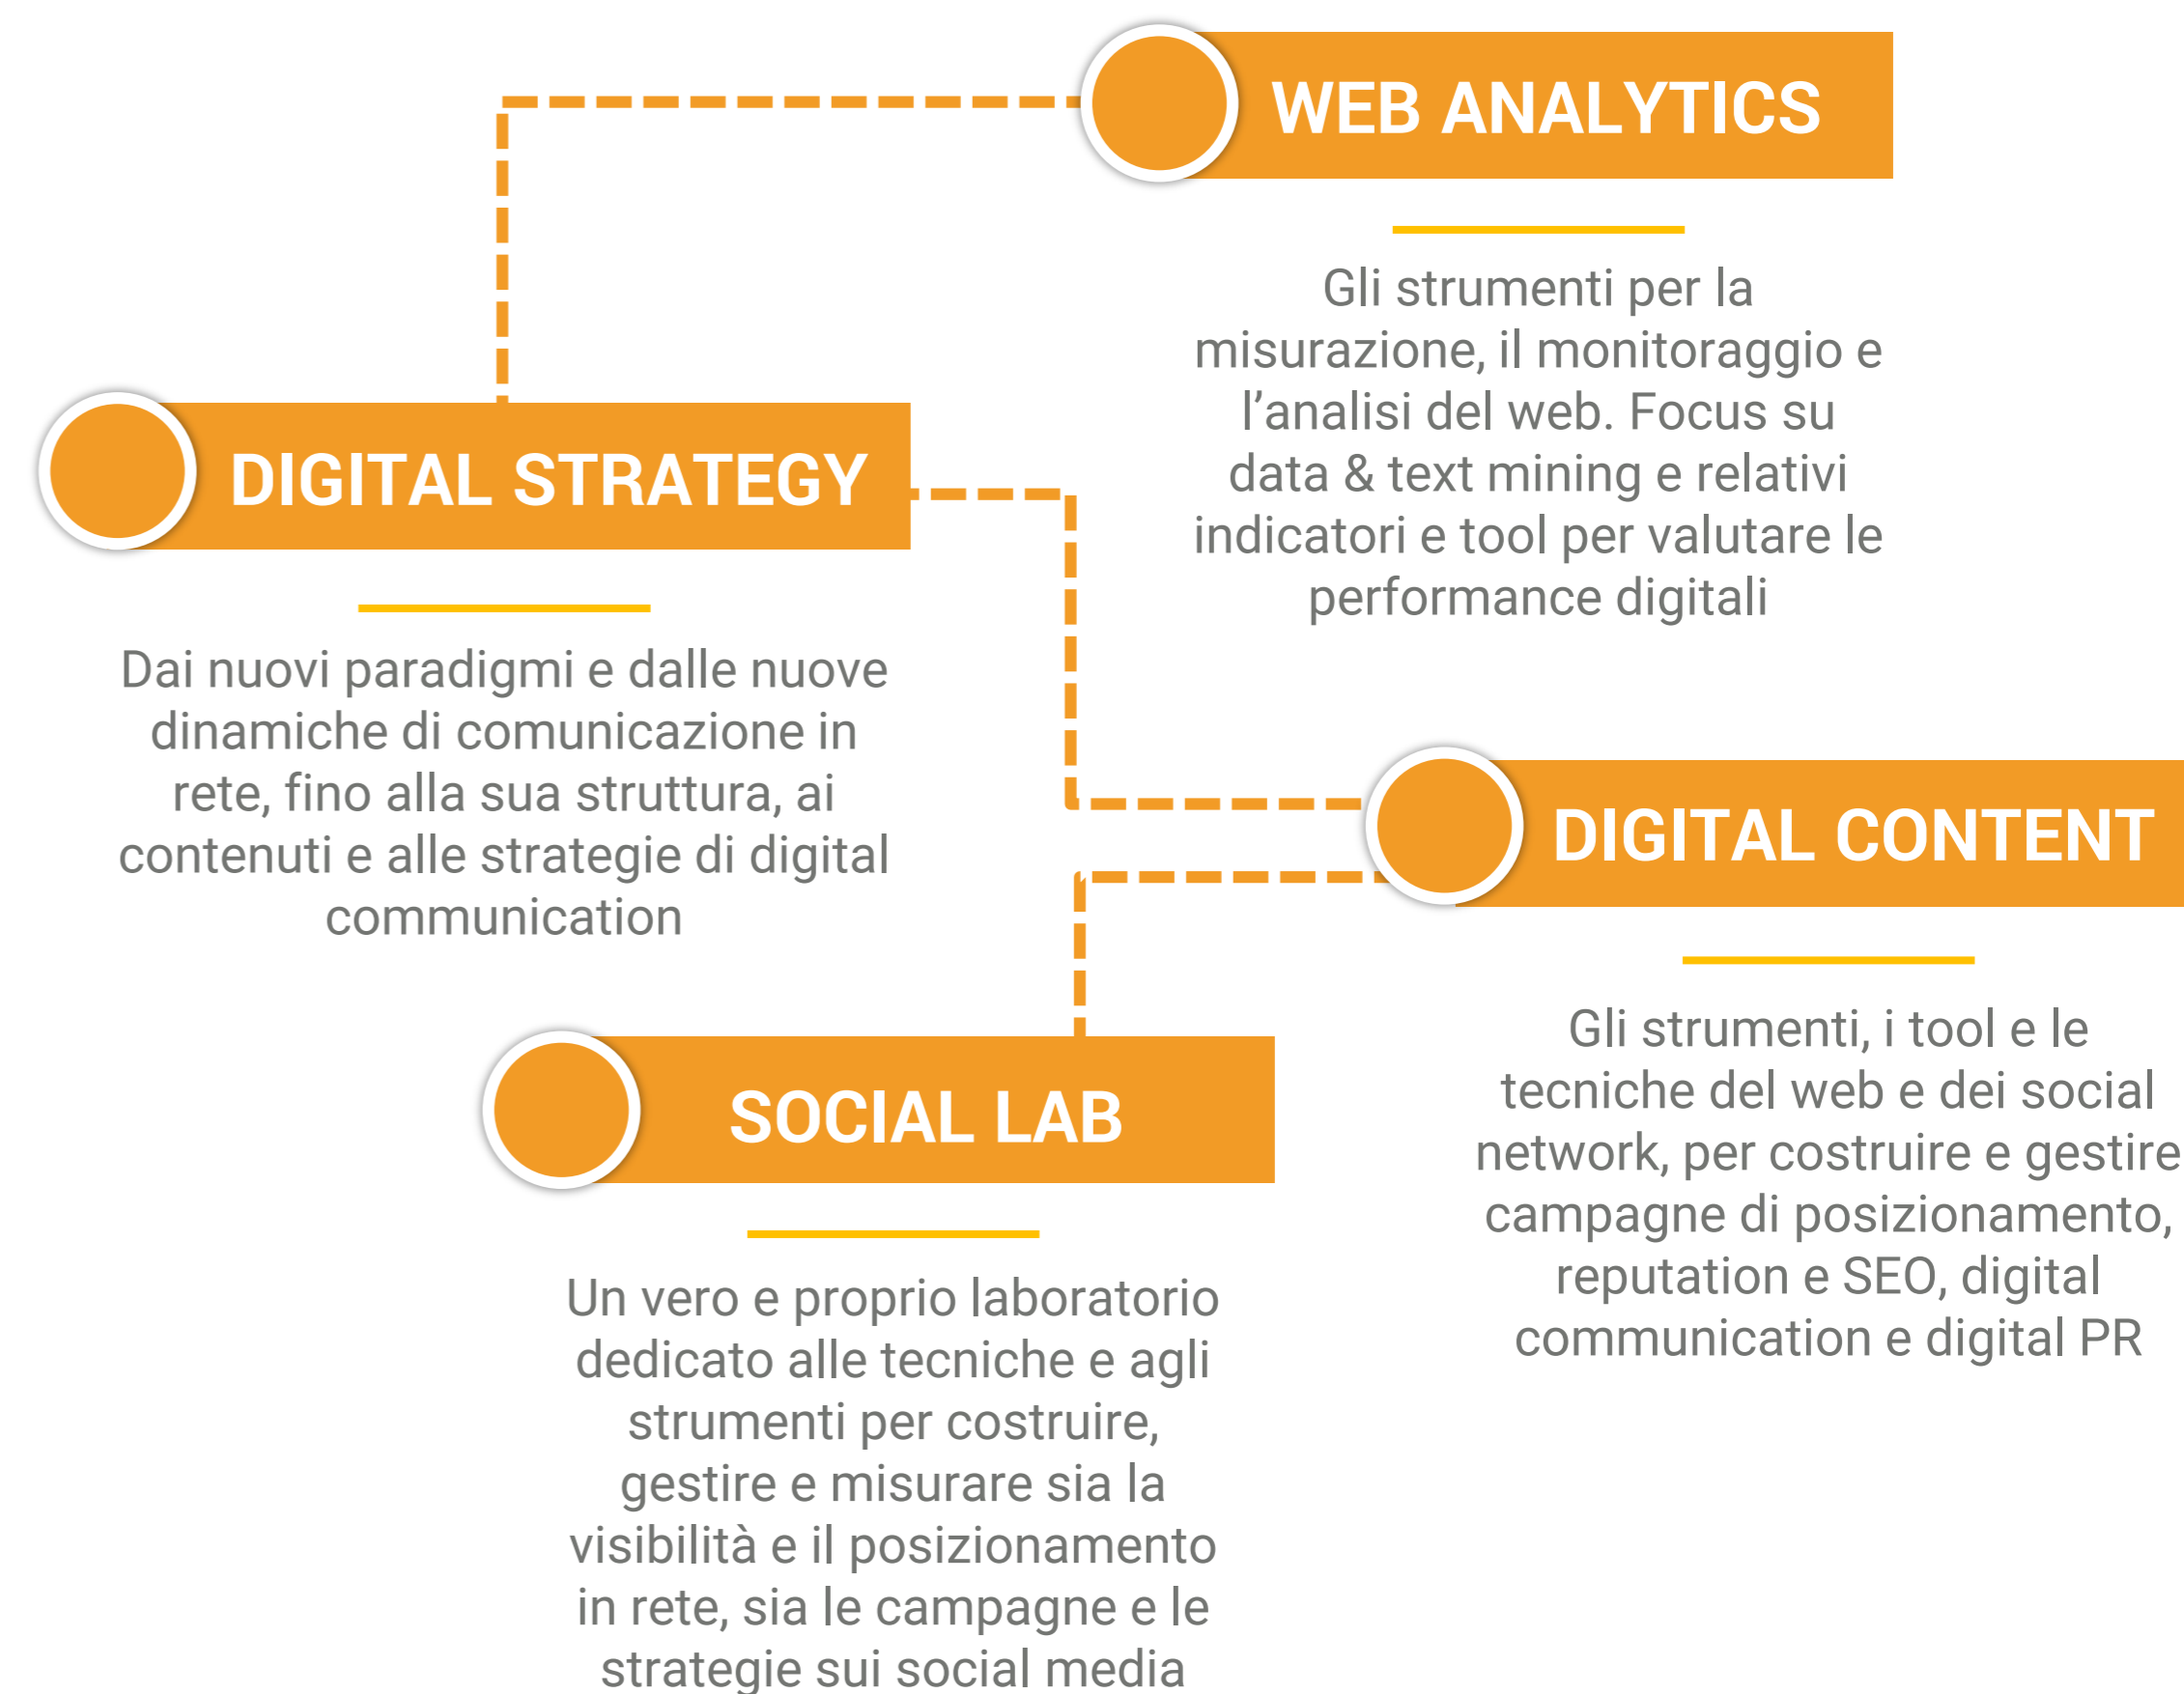 WEB ANALYTICS
Gli strumenti per la
misurazione, il monitoraggio e
l’analisi del web. Focus su
data & text mining e relativi
indicatori e tool per valutare le
performance digitali
DIGITAL STRATEGY
Dai nuovi paradigmi e dalle nuove
dinamiche di comunicazione in
rete, fino alla sua struttura, ai
contenuti e alle strategie di digital
communication
DIGITAL CONTENT
Gli strumenti, i tool e le
tecniche del web e dei social
network, per costruire e gestire
campagne di posizionamento,
reputation e SEO, digital
communication e digital PR
SOCIAL LAB
Un vero e proprio laboratorio
dedicato alle tecniche e agli
strumenti per costruire,
gestire e misurare sia la
visibilità e il posizionamento
in rete, sia le campagne e le
strategie sui social media